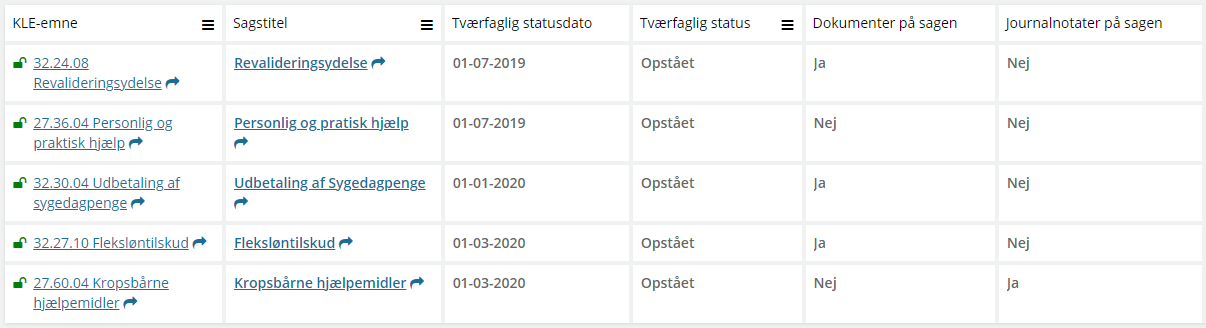 KLE-emne Sagstitel Tværfaglig statusdato Tværfaglig status Dokumenter på sagen Journalnotater på sagen
32.24.08 Revalideringsydelse 01-07-2019 Opstået Ja Nej
Revalideringsydelse
27.36.04 Personlig og Personlig og pratisk hjælp 01-07-2019 Opstået Nej Nej
praktisk hjælp
32.30.04 Udbetaling af Udbetaling af Sygedagpenge 01-01-2020 Opstået Ja Nej
sygedagpenge
32.27.10 Fleksløntilskud Fleksløntilskud 01-03-2020 Opstået Ja Nej
27.60.04 Kropsbårne Kropsbårne hjælpemidler 01-03-2020 Opstået Nej Ja
hjælpemidler